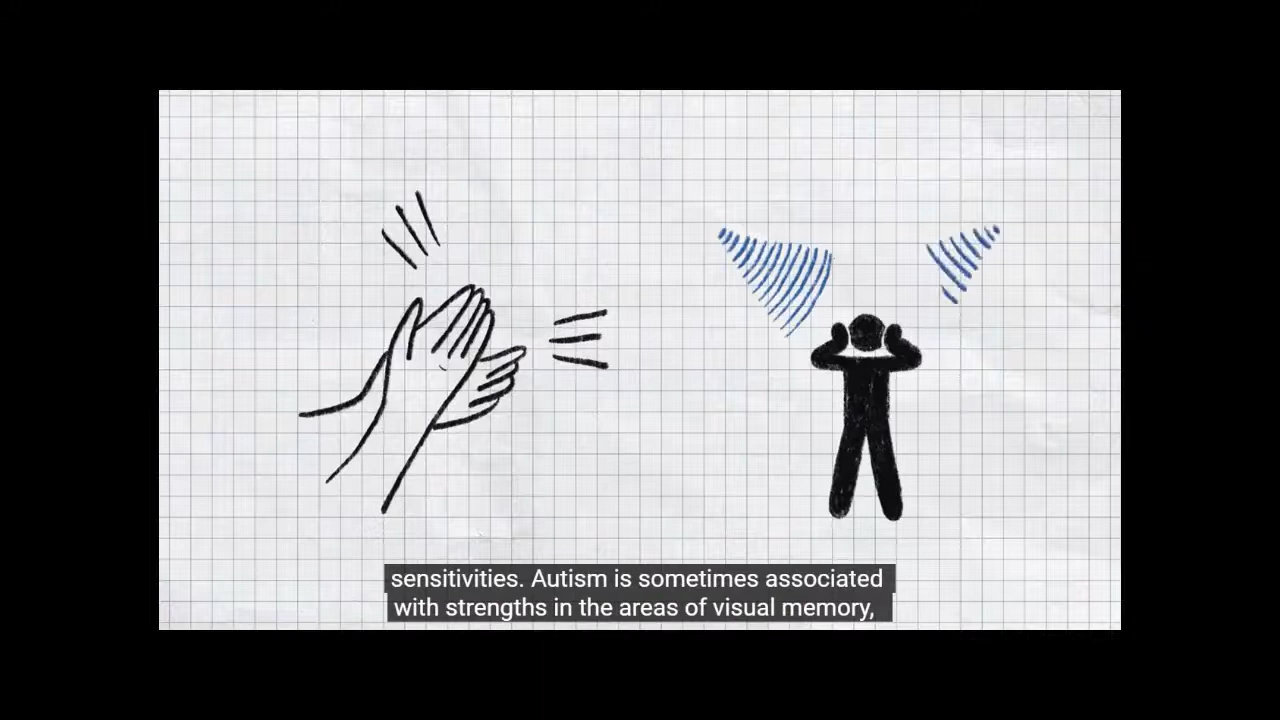 sensitivities. Autism is sometimes associated
with strengths in the areas of visual memory,